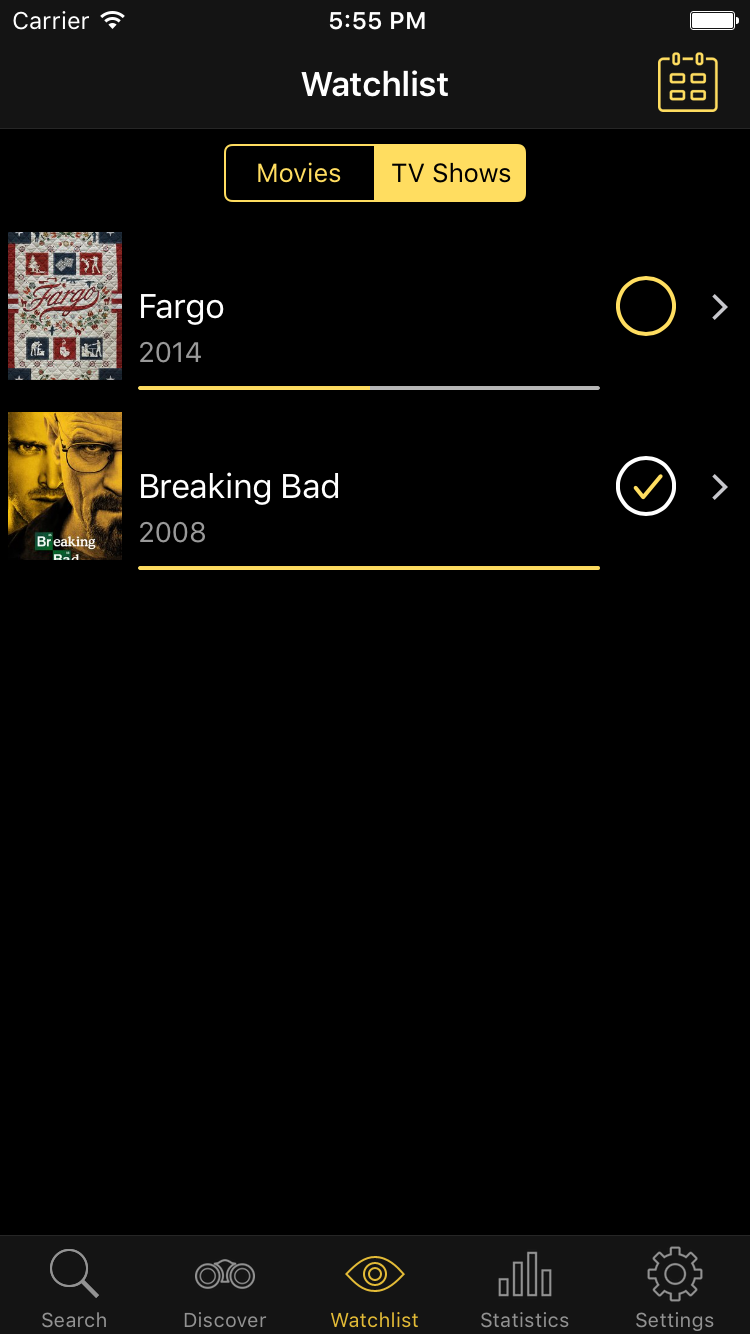 Carrier 5:55 PM
Watchlist
Movies TV Shows
Fargo
Fargo
2014
Breaking Bad
Breaking
Bad
2008
Search Discover Watchlist Statistics Settings